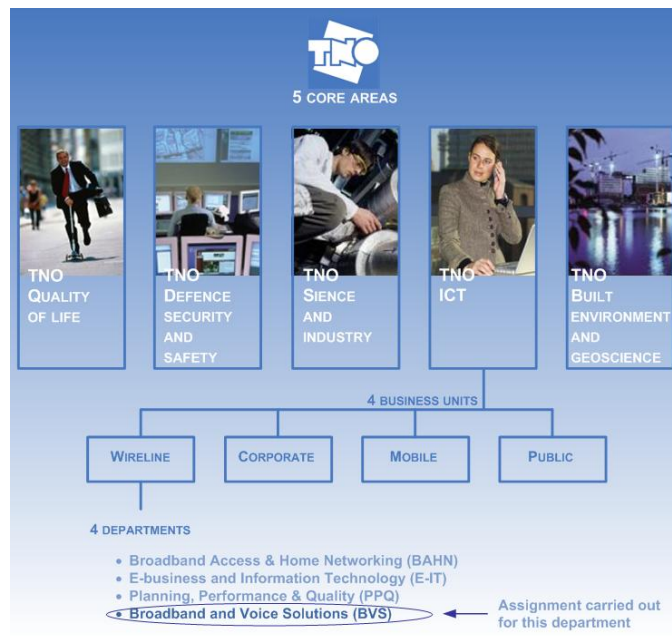 TNO
5 CORE AREAS
TNO
QUALITY
OF LIFE
TNO
DEFENCE
SECURITY
AND
SAFETY
TNO
SIENCE AND
INDUSTRY
TNO
ICT
TNO
BUILT
ENVIRONMENT
AND
GEOSCIENCE
4 BUSINESS UNITS
WIRELINE
CORPORATE
MOBILE
PUBLIC
4 DEPARTMENTS
• Broadband Access & Home Networking (BAHN)
• E-business and Information Technology (E-IT)
• Planning, Performance & Quality (PPQ)
• Broadband and Voice Solutions (BVS)
Assignment carried out
for this department